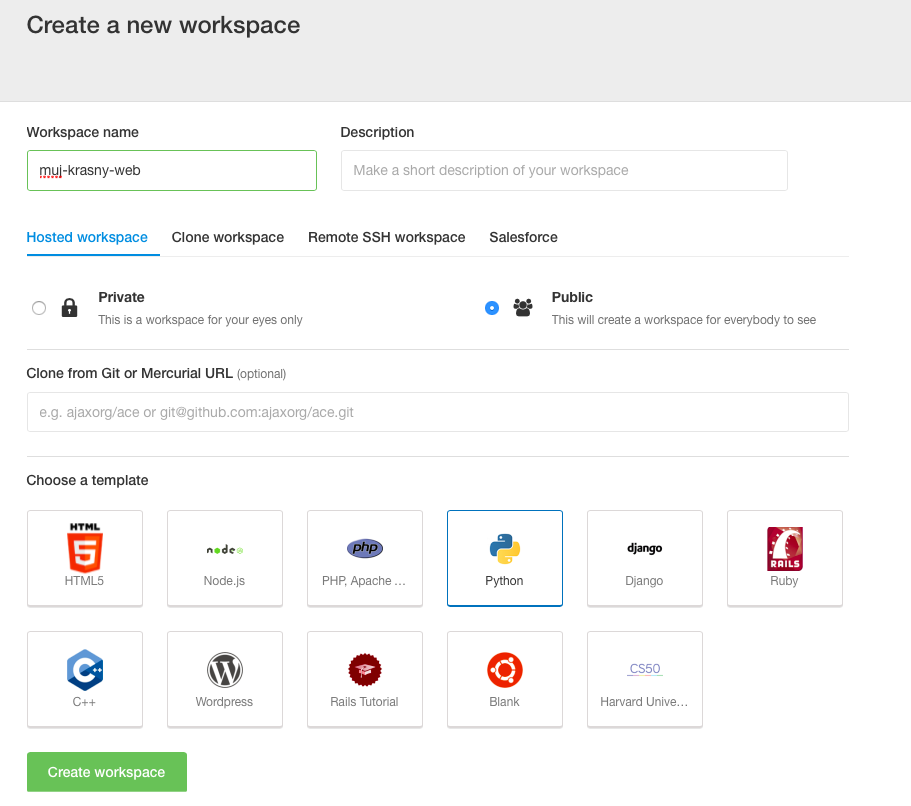 Create a new workspace
Workspace name
Description
muj-krasny-web
Make a short description of your workspace
Hosted workspace
Clone workspace
Remote SSH workspace
Salesforce
Private
This is a workspace for your eyes only
Public
This will create a workspace for everybody to see
Clone from Git or Mercurial URL (optional)
e.g. ajaxorg/ace or git@github.com:ajaxorg/ace.git
Choose a template
HTML
5
HTML5
node
Node.js
php
PHP, Apache ...
Python
django
Django
RAILS
Ruby
C++
C++
W
Wordpress
Rails Tutorial
Blank
CS50
Harvard Unive...
Create workspace